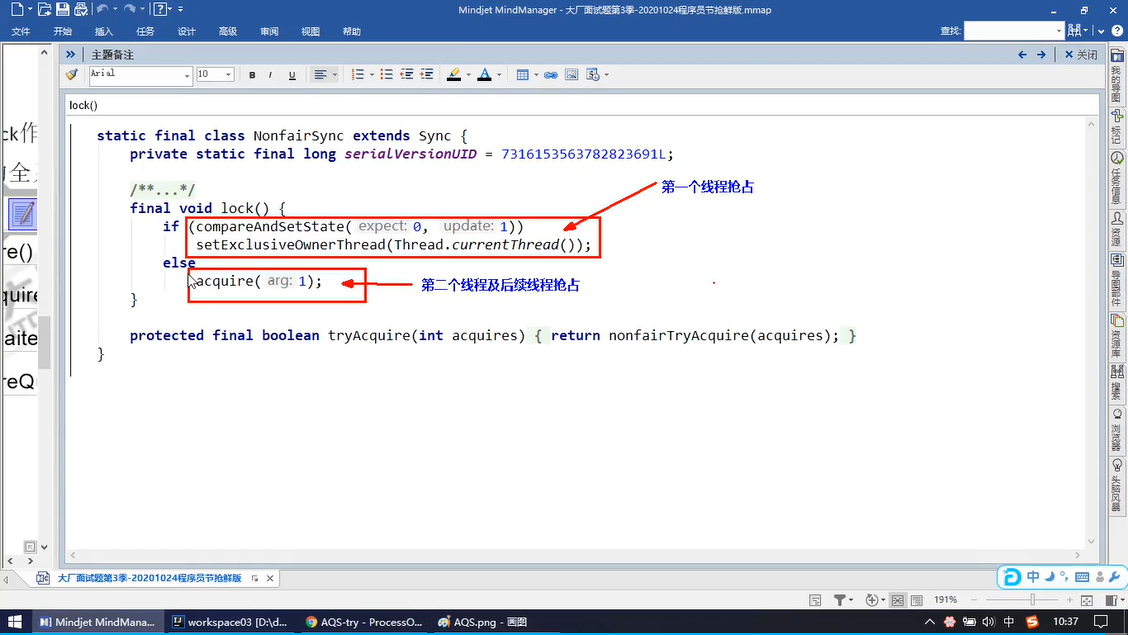 Mindjet MindManager - 大厂面试题第3季-20201024程序员节抢鲜版.mmap
文件 开始 插入 任务 设计 高级 审阅 视图 帮助 查找:
主题备注 关闭
Arial 10 B I U
lock()
static final class NonfairSync extends Sync {
private static final long serialVersionUID = 7316153563782823691L;
/**...*/
第一个线程抢占
final void lock() {
if (compareAndSetState( expect: 0, update: 1))
setExclusiveOwnerThread(Thread.currentThread());
else
acquire( arg: 1);
第二个线程及后续线程抢占
}
protected final boolean tryAcquire(int acquires) { return nonfairTryAcquire(acquires); }
}
ck作
全
re()
quire
aite
reQ
我的导图
标记
任务信息
资源
导图部件
资源库
搜索
浏览器
头脑风暴
大厂面试题第3季-20201024程序员节抢鲜版
中
191%
Mindjet MindMana... workspace03 [D:\d... AQS-try - ProcessO... AQS.png - 画图 中 10:37